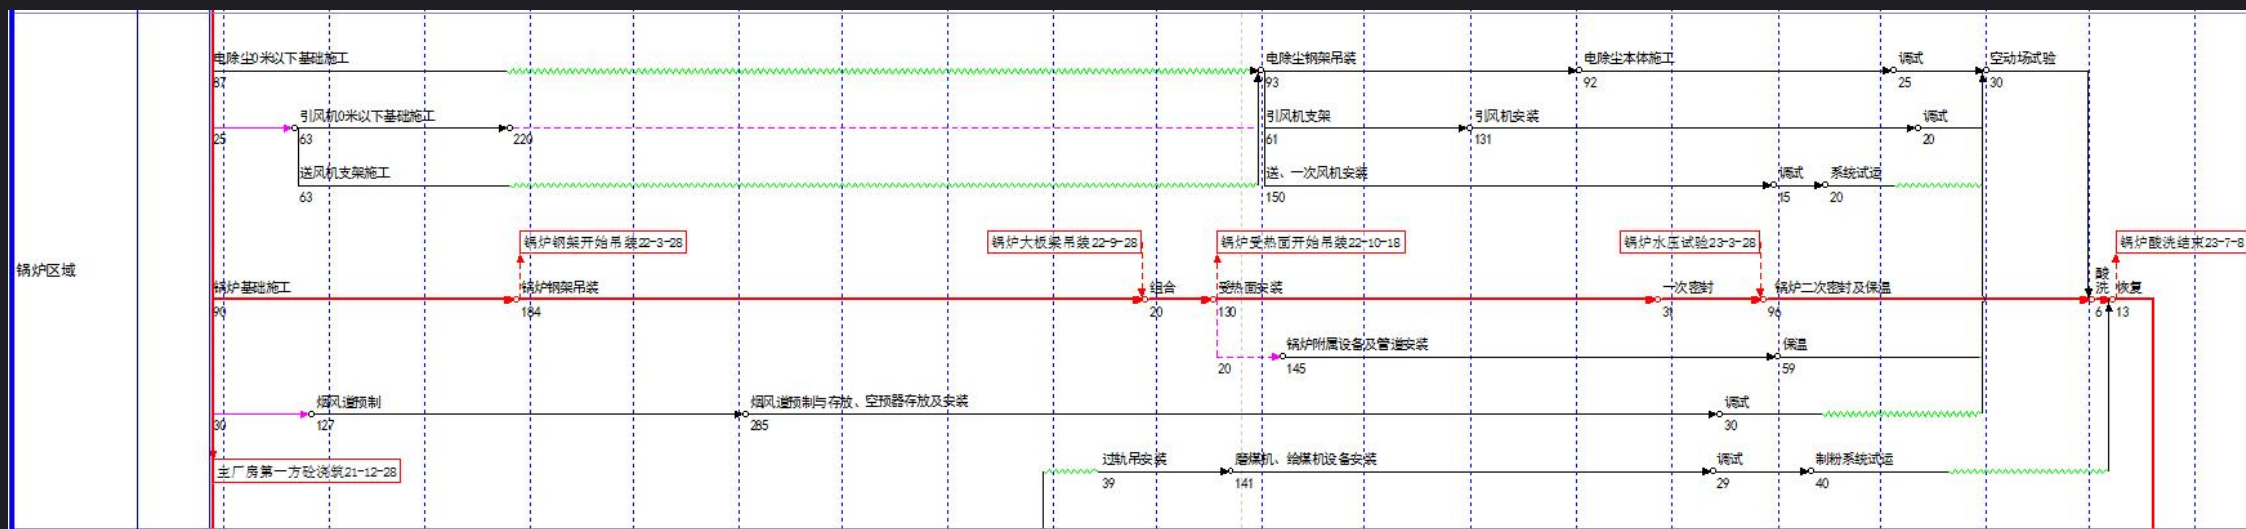 电除尘0米以下基础施工
87
电除尘钢架吊装
93
电除尘本体施工
92
调试
25
空动场试验
30
25
引风机0米以下基础施工
63
220
引风机支架
61
引风机安装
131
调试
20
送风机支架施工
63
送、一次风机安装
150
调试
15
系统试运
20
锅炉钢架开始吊装22-3-28
锅炉大板梁吊装22-9-28
锅炉受热面开始吊装22-10-18
锅炉水压试验23-3-28
锅炉酸洗结束23-7-8
锅炉区域
锅炉基础施工
90
锅炉钢架吊装
184
组合
20
受热面安装
130
一次密封
31
锅炉二次密封及保温
96
酸洗
6
恢复
13
20
锅炉附属设备及管道安装
145
保温
59
30
烟风道预制
127
烟风道预制与存放、空预器存放及安装
285
调试
30
主厂房第一方砼浇筑21-12-28
过轨吊安装
39
磨煤机、给煤机设备安装
141
调试
29
制粉系统试运
40